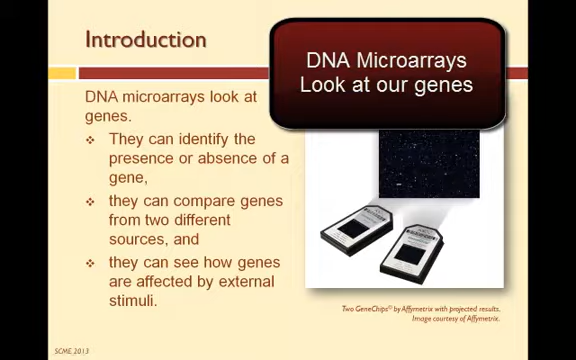 Introduction
DNA Microarrays
Look at our genes
DNA microarrays look at
genes.
❖ They can identify the
presence or absence of a
gene,
❖ they can compare genes
from two different
sources, and
❖ they can see how genes
are affected by external
stimuli.
Two GeneChips® by Affymetrix with projected results.
Image courtesy of Affymetrix.
SCME 2013